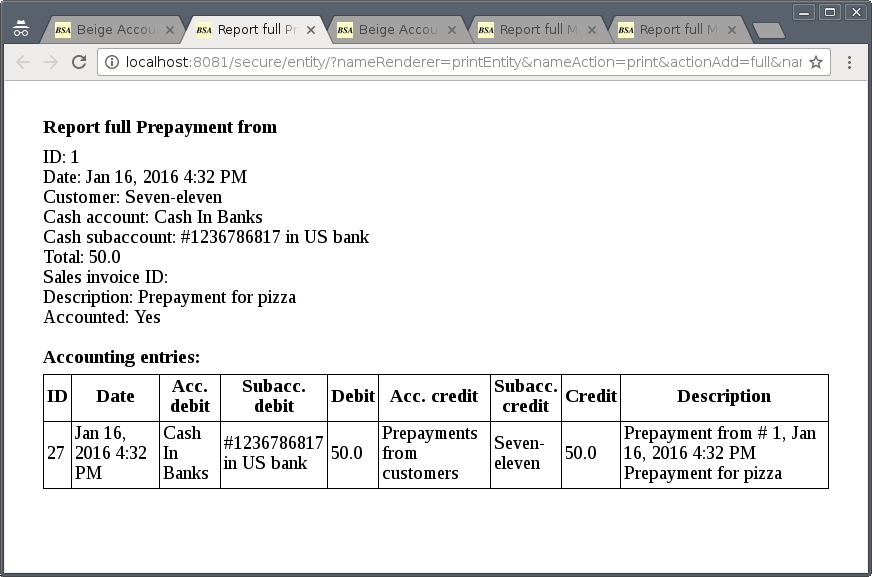 BSA Beige Accou
BSA Report full Pr
BSA Beige Accou
BSA Report full M
BSA Report full M
localhost:8081/secure/entity/?nameRenderer=printEntity&nameAction=print&actionAdd=full&nar
Report full Prepayment from
ID: 1
Date: Jan 16, 2016 4:32 PM
Customer: Seven-eleven
Cash account: Cash In Banks
Cash subaccount: #1236786817 in US bank
Total: 50.0
Sales invoice ID:
Description: Prepayment for pizza
Accounted: Yes
Accounting entries:
ID Date Acc. debit Subacc. debit Debit Acc. credit Subacc. credit Credit Description
27 Jan 16, 2016 4:32 PM Cash In Banks #1236786817 in US bank 50.0 Prepayments from customers Seven-eleven 50.0 Prepayment from # 1, Jan 16, 2016 4:32 PM Prepayment for pizza